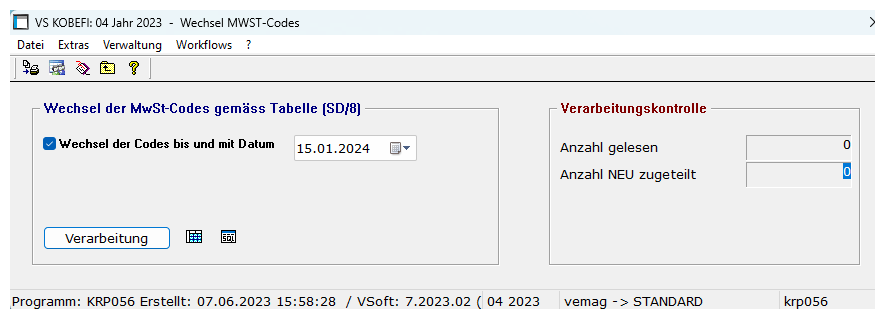 VS KOBEFI: 04 Jahr 2023 - Wechsel MWST-Codes
Datei Extras Verwaltung Workflows ?
Wechsel der MwSt-Codes gemäss Tabelle (SD/8)
Wechsel der Codes bis und mit Datum 15.01.2024
Verarbeitung
SQL
Verarbeitungskontrolle
Anzahl gelesen 0
Anzahl NEU zugeteilt 0
Programm: KRP056 Erstellt: 07.06.2023 15:58:28 / VSoft: 7.2023.02 ( 04 2023 vemag -> STANDARD krp056